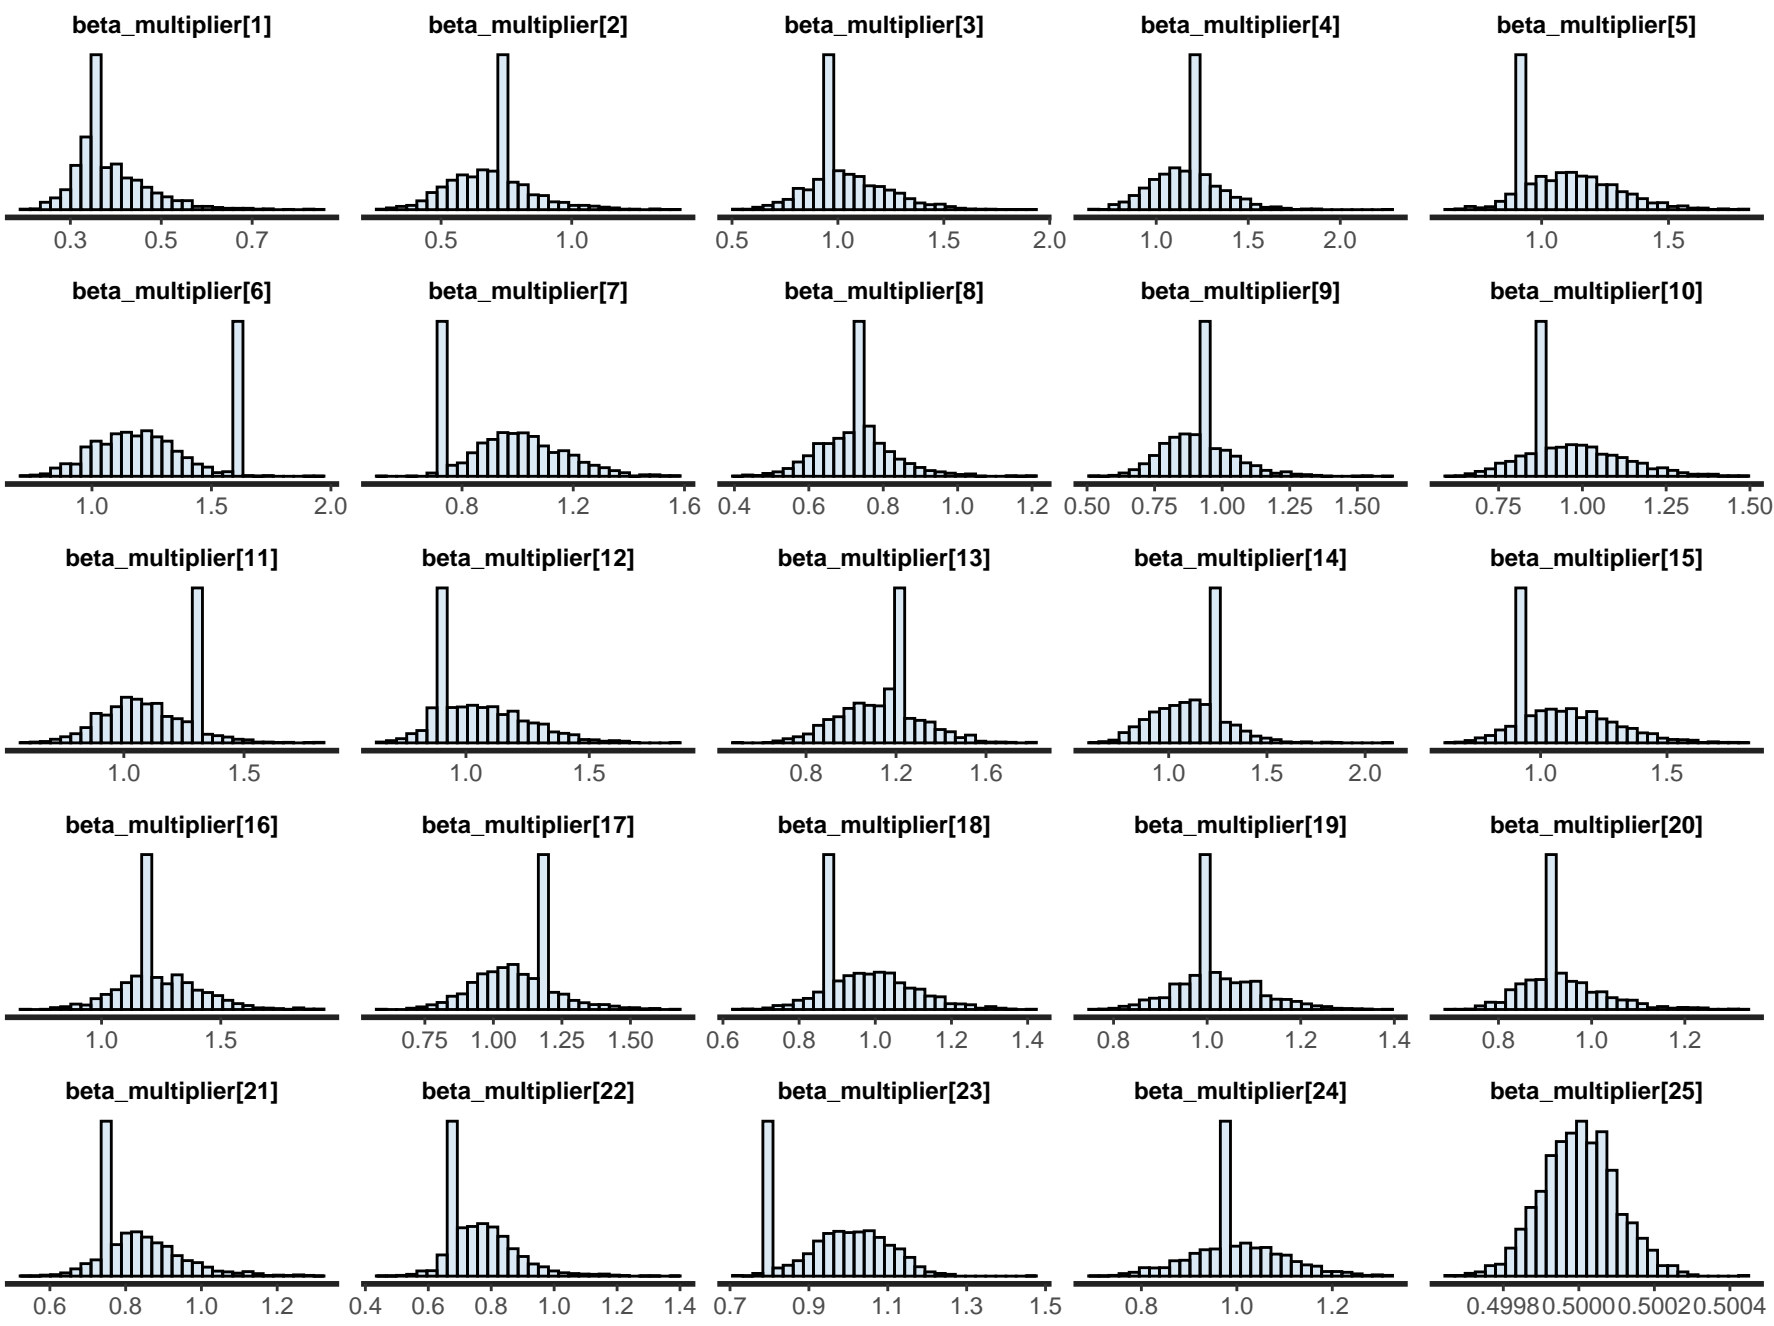 beta_multiplier[1] beta_multiplier[2] beta_multiplier[3] beta_multiplier[4] beta_multiplier[5]
0.3 0.5 0.7 0.5 1.0 0.5 1.0 1.5 2.0 1.0 1.5 2.0 1.0 1.5
beta_multiplier[6] beta_multiplier[7] beta_multiplier[8] beta_multiplier[9] beta_multiplier[10]
1.0 1.5 2.0 0.8 1.2 1.6 0.4 0.6 0.8 1.0 1.2 0.50 0.75 1.00 1.25 1.50 0.75 1.00 1.25 1.50
beta_multiplier[11] beta_multiplier[12] beta_multiplier[13] beta_multiplier[14] beta_multiplier[15]
1.0 1.5 1.0 1.5 0.8 1.2 1.6 1.0 1.5 2.0 1.0 1.5
beta_multiplier[16] beta_multiplier[17] beta_multiplier[18] beta_multiplier[19] beta_multiplier[20]
1.0 1.5 0.75 1.00 1.25 1.50 0.6 0.8 1.0 1.2 1.4 0.8 1.0 1.2 1.4 0.8 1.0 1.2
beta_multiplier[21] beta_multiplier[22] beta_multiplier[23] beta_multiplier[24] beta_multiplier[25]
0.6 0.8 1.0 1.2 0.4 0.6 0.8 1.0 1.2 1.4 0.7 0.9 1.1 1.3 1.5 0.8 1.0 1.2 0.4998 0.5000 0.5002 0.5004